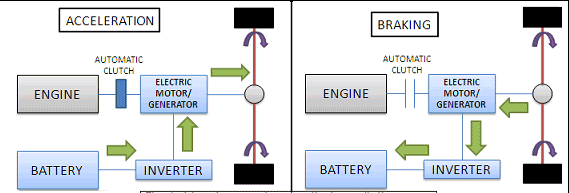 ACCELERATION
AUTOMATIC
CLUTCH
ENGINE
ELECTRIC
MOTOR/
GENERATOR
BATTERY
INVERTER
BRAKING
AUTOMATIC
CLUTCH
ENGINE
ELECTRIC
MOTOR/
GENERATOR
BATTERY
INVERTER